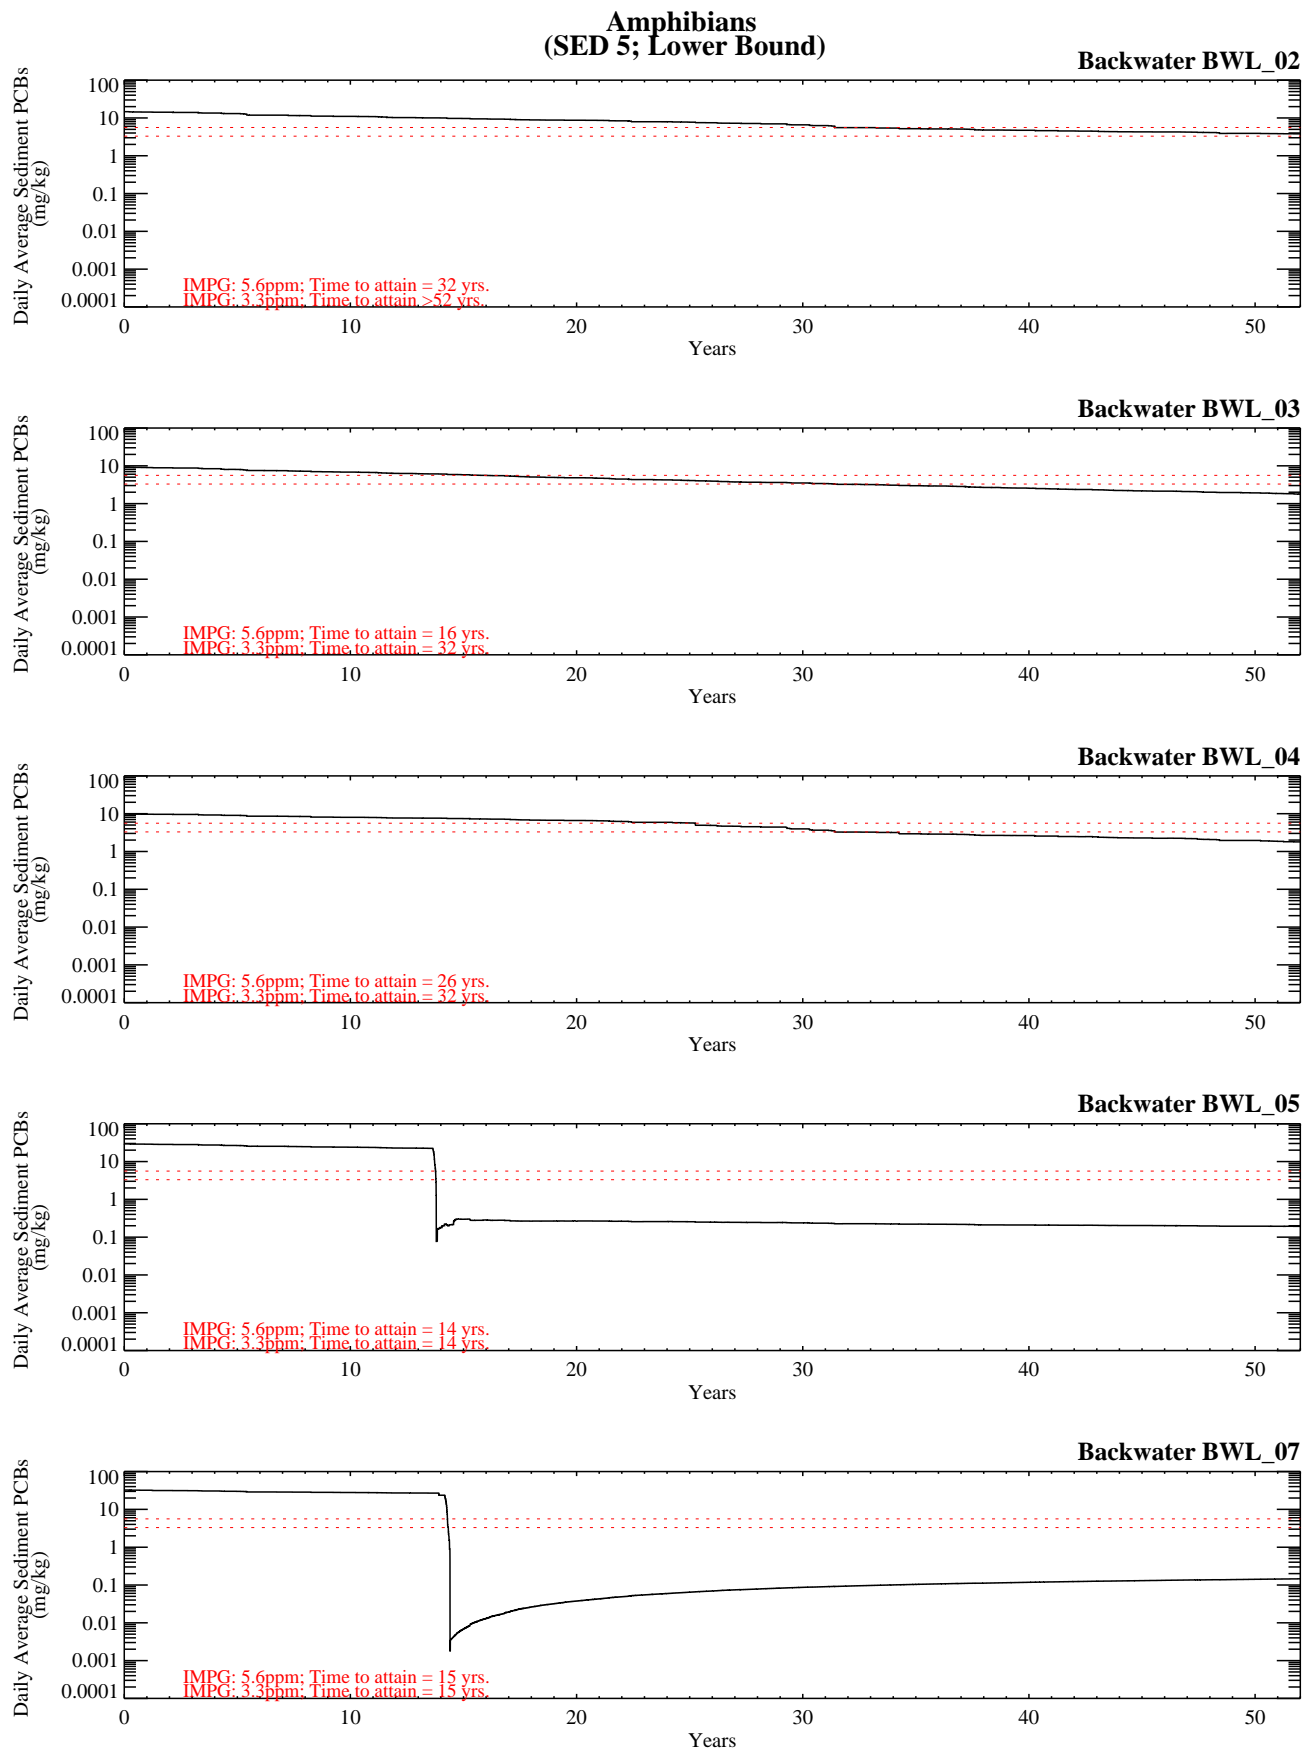 Amphibians
(SED 5; Lower Bound)
Backwater BWL_02
Daily Average Sediment PCBs
(mg/kg)
100
10
1
0.1
0.01
0.001
0.0001
IMPG: 5.6ppm; Time to attain = 32 yrs.
IMPG: 3.3ppm; Time to attain >52 yrs.
0 10 20 30 40 50
Years
Backwater BWL_03
Daily Average Sediment PCBs
(mg/kg)
100
10
1
0.1
0.01
0.001
0.0001
IMPG: 5.6ppm; Time to attain = 16 yrs.
IMPG: 3.3ppm; Time to attain = 32 yrs.
0 10 20 30 40 50
Years
Backwater BWL_04
Daily Average Sediment PCBs
(mg/kg)
100
10
1
0.1
0.01
0.001
0.0001
IMPG: 5.6ppm; Time to attain = 26 yrs.
IMPG: 3.3ppm; Time to attain = 32 yrs.
0 10 20 30 40 50
Years
Backwater BWL_05
Daily Average Sediment PCBs
(mg/kg)
100
10
1
0.1
0.01
0.001
0.0001
IMPG: 5.6ppm; Time to attain = 14 yrs.
IMPG: 3.3ppm; Time to attain = 14 yrs.
0 10 20 30 40 50
Years
Backwater BWL_07
Daily Average Sediment PCBs
(mg/kg)
100
10
1
0.1
0.01
0.001
0.0001
IMPG: 5.6ppm; Time to attain = 15 yrs.
IMPG: 3.3ppm; Time to attain = 15 yrs.
0 10 20 30 40 50
Years